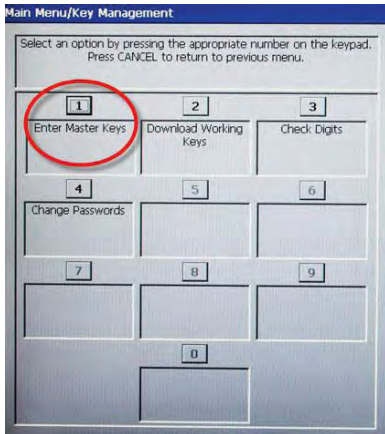 Main Menu/Key Management
Select an option by pressing the appropriate number on the keypad.
Press CANCEL to return to previous menu.
1 2 3
Enter Master Keys Download Working Check Digits
Keys
4 5 6
Change Passwords
7 8 9
0